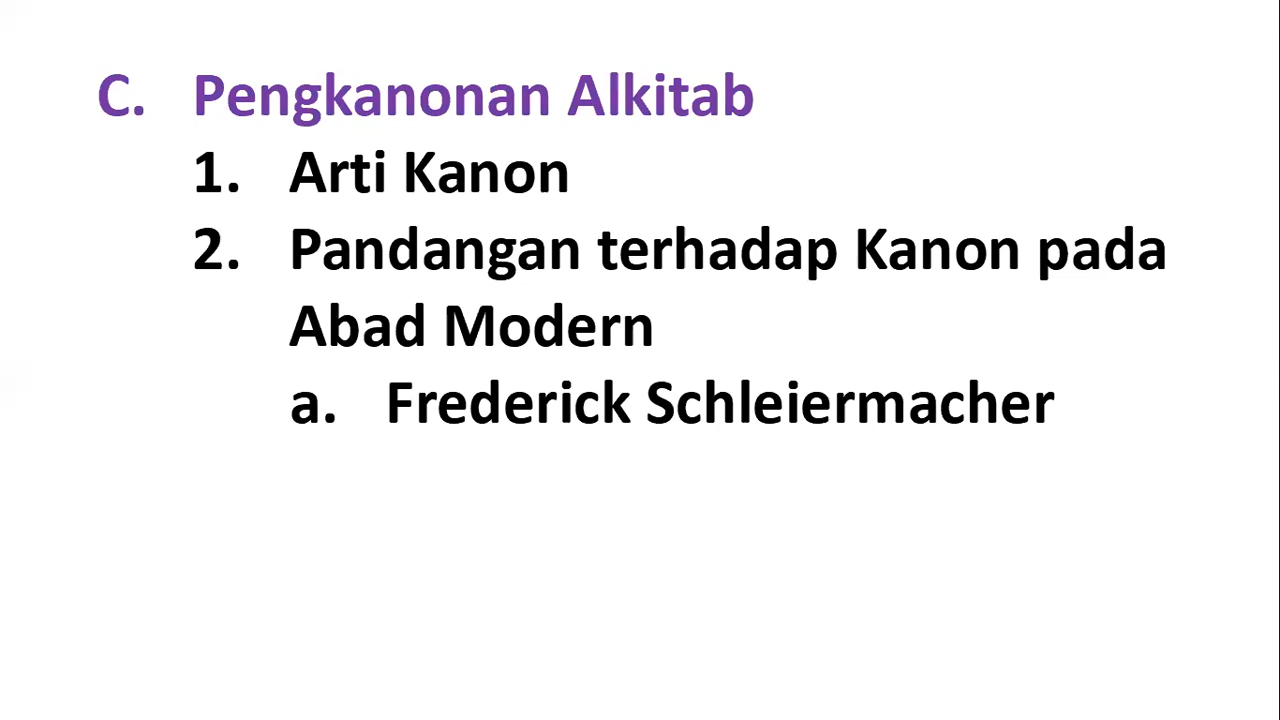 C. Pengkanonan Alkitab
1. Arti Kanon
2. Pandangan terhadap Kanon pada
Abad Modern
a. Frederick Schleiermacher